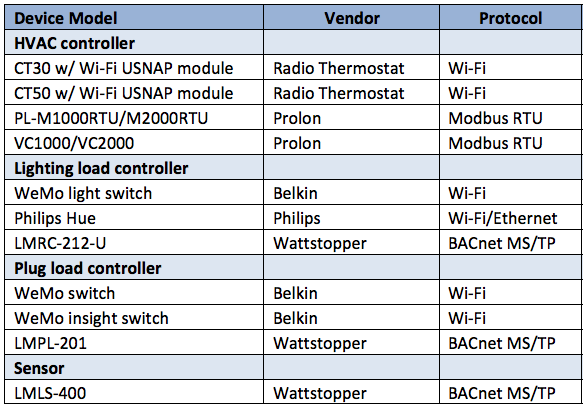 Device Model Vendor Protocol
HVAC controller
CT30 w/ Wi-Fi USNAP module Radio Thermostat Wi-Fi
CT50 w/ Wi-Fi USNAP module Radio Thermostat Wi-Fi
PL-M1000RTU/M2000RTU Prolon Modbus RTU
VC1000/VC2000 Prolon Modbus RTU
Lighting load controller
WeMo light switch Belkin Wi-Fi
Philips Hue Philips Wi-Fi/Ethernet
LMRC-212-U Wattstopper BACnet MS/TP
Plug load controller
WeMo switch Belkin Wi-Fi
WeMo insight switch Belkin Wi-Fi
LMPL-201 Wattstopper BACnet MS/TP
Sensor
LMLS-400 Wattstopper BACnet MS/TP